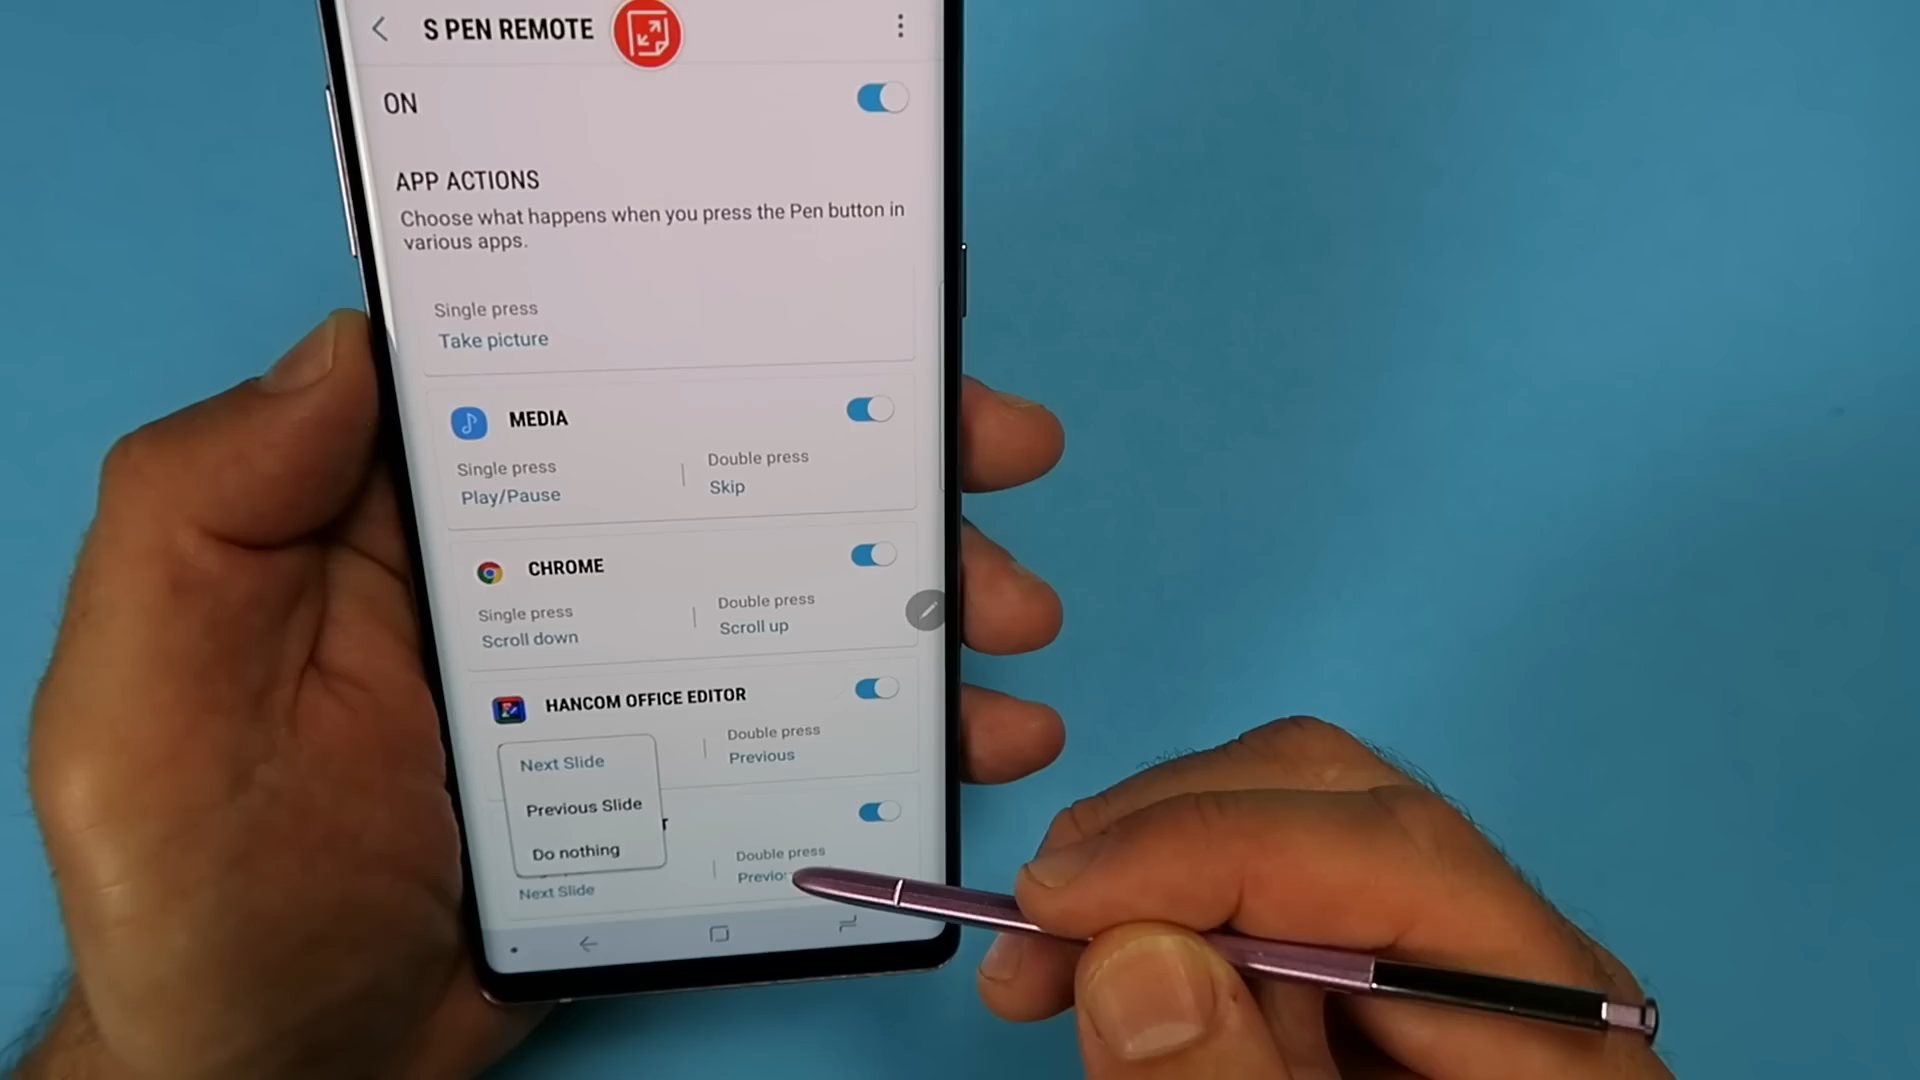 S PEN REMOTE
ON
APP ACTIONS
Choose what happens when you press the Pen button in
various apps.
Single press
Take picture
MEDIA
Single press
Play/Pause
Double press
Skip
CHROME
Single press
Scroll down
Double press
Scroll up
HANCOM OFFICE EDITOR
Next Slide
Previous Slide
Do nothing
Double press
Previous
Next Slide
Double press